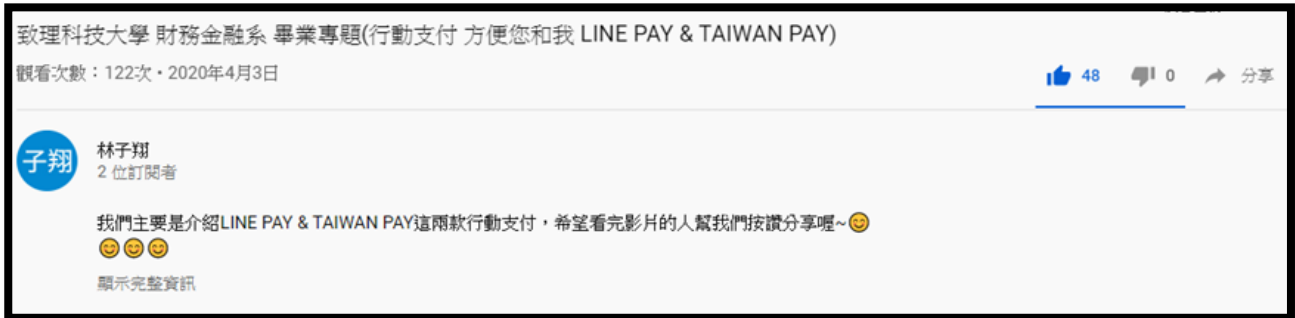 致理科技大學 財務金融系 畢業專題(行動支付 方便您和我 LINE PAY & TAIWAN PAY)
觀看次數：122次・2020年4月3日
48 0 分享
子翔
林子翔
2 位訂閱者
我們主要是介紹LINE PAY & TAIWAN PAY這兩款行動支付，希望看完影片的人幫我們按讚分享喔~😊
😊😊😊
顯示完整資訊